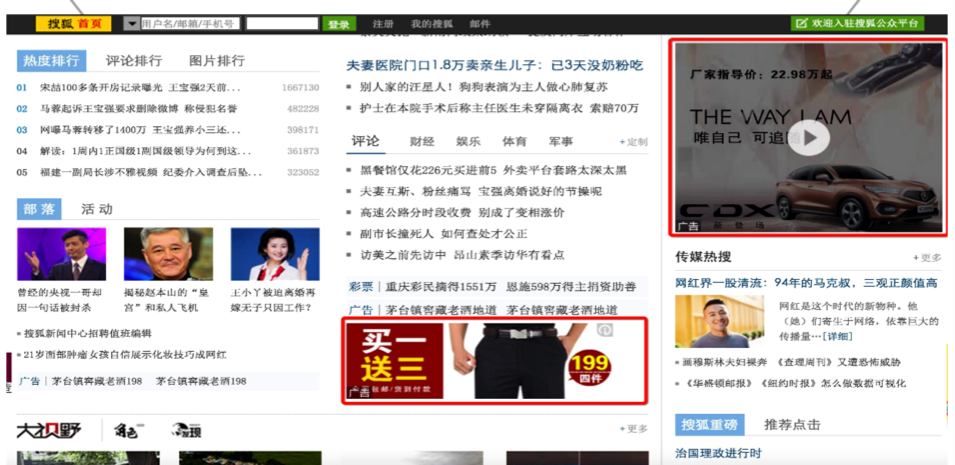 搜狐 首页
用户名/邮箱/手机号
登录
注册
我的搜狐
邮件
欢迎入驻搜狐公众平台
热度排行
评论排行
图片排行
01 宋喆100多条开房记录曝光 王宝强2天前... 1667130
02 马蓉起诉王宝强要求删除微博 称侵犯名誉 482228
03 网曝马蓉转移了1400万 王宝强养小三还... 398171
04 解读：1周内1正国级1副国级领导为何到这... 361873
05 福建一副局长涉不雅视频 纪委介入调查后坠... 323052
部落
活动
曾经的央视一哥却
因一句话被封杀
揭秘赵本山的“皇
宫”和私人飞机
王小丫被迫离婚再
嫁无子只因工作?
搜狐新闻中心招聘值班编辑
21岁面部肿瘤女孩自信展示化妆技巧成网红
广告 | 茅台镇窖藏老酒198 茅台镇窖藏老酒198
夫妻医院门口1.8万卖亲生儿子：已3天没奶粉吃
别人家的汪星人！狗狗表演为主人做心肺复苏
护士在本院手术后称主任医生未穿隔离衣 索赔70万
评论
财经
娱乐
体育
军事
+定制
黑餐馆仅花226元买进前5 外卖平台套路太深太黑
夫妻互斯、粉丝痛骂 宝强离婚说好的节操呢
高速公路分时段收费 别成了变相涨价
副市长撞死人 如何查处才公正
访美之前先访中 昂山素季访华有看点
彩票 | 重庆彩民摘得1551万 恩施598万得主捐资助善
广告 | 茅台镇窖藏老酒地道 茅台镇窖藏老酒地道
买一
送三
包邮/货到付款
广告
199
四件
厂家指导价：22.98万起
THE WAY I AM
唯自己 可追
CDX
新登场
广告
传媒热搜
+更多
网红界一股清流：94年的马克叔，三观正颜值高
网红是这个时代的新物种。他
（她）们寄生于网络，依靠巨大的
传播量…[详细]
画穆斯林夫妇裸奔 《查理周刊》又遭恐怖威胁
《华盛顿邮报》《纽约时报》怎么做数据可视化
大视野
角色
发现
+更多
搜狐重磅
推荐点击
治国理政进行时